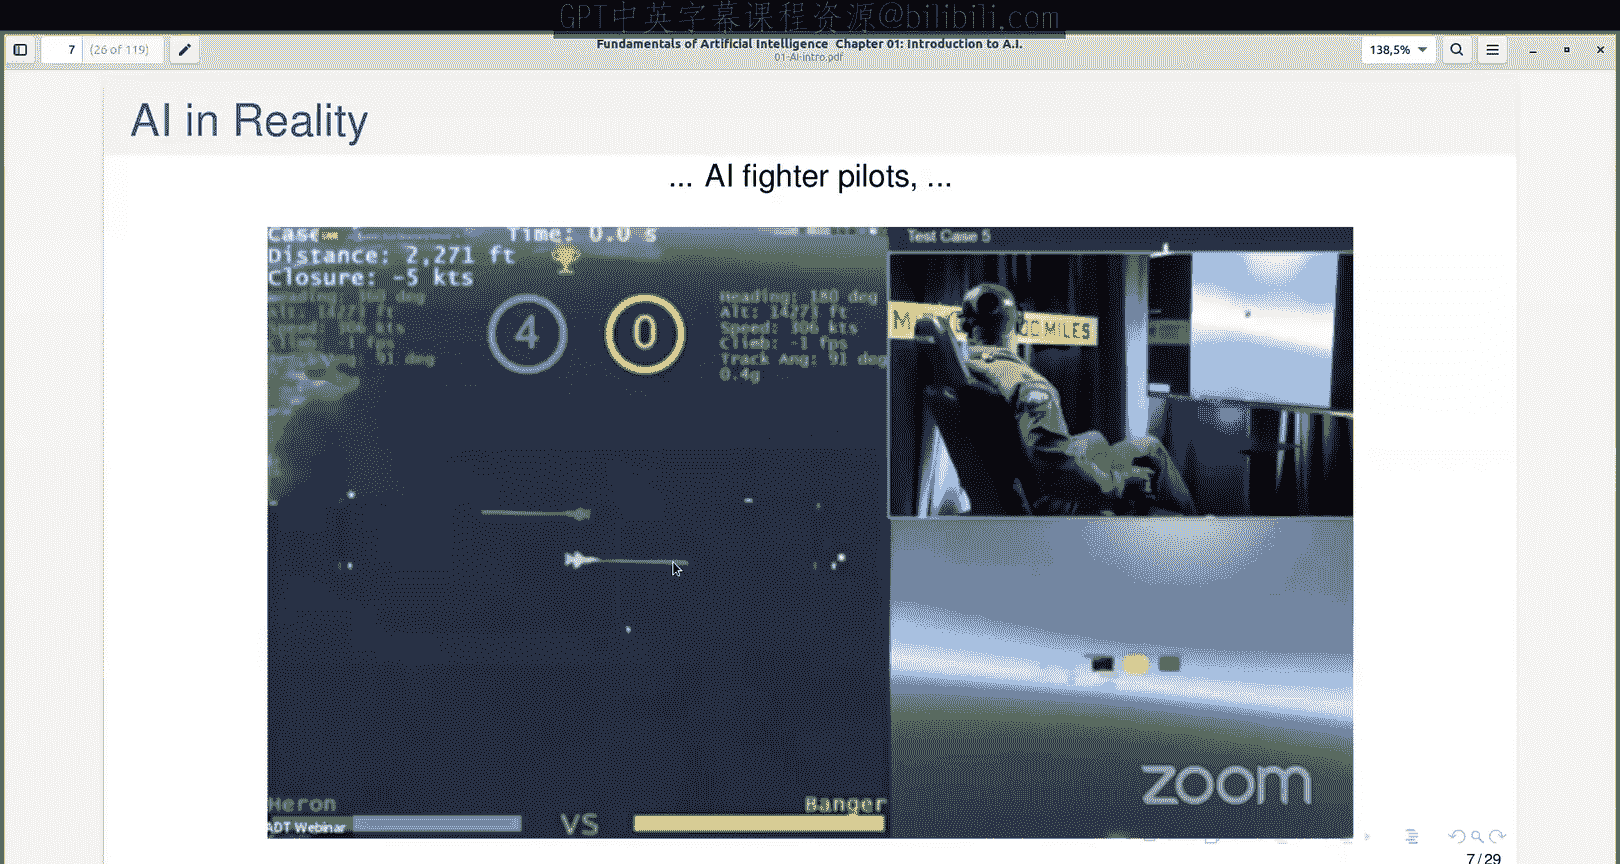 GPT中英字幕课程资源@bilibili.com
7 (26 of 119)
Fundamentals of Artificial Intelligence Chapter 01: Introduction to A.I.
01-AI-intro.pdf
138,5%
AI in Reality
... AI fighter pilots, ...
Case
Time: 0.0 s
Test Case 5
Distance: 2,271 ft
Closure: -5 kts
4
0
Heading: 180 deg
Alt: 14273 ft
Speed: 306 kts
Climb: -1 fps
Track Ang: 91 deg
0.4g
MILES
Heron
Banger
ADT Webinar
VS
zoom
7/29